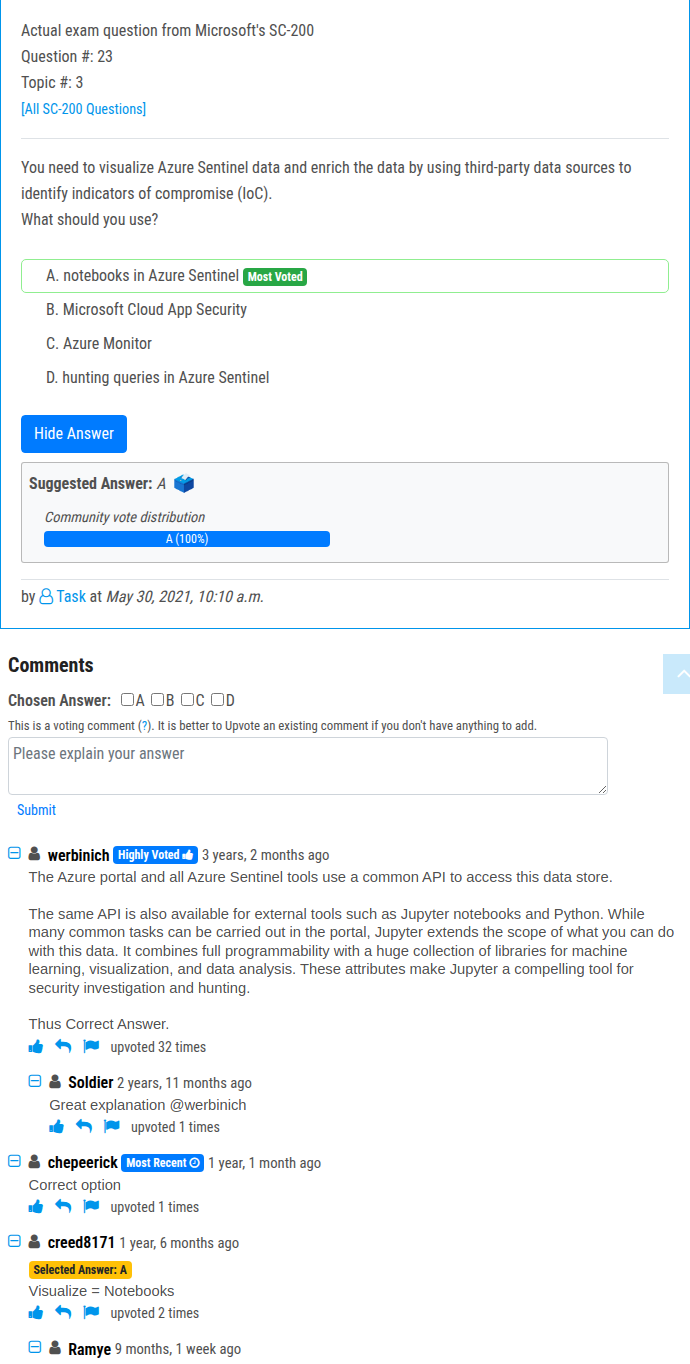 Actual exam question from Microsoft's SC-200
Question #: 23
Topic #: 3
[All SC-200 Questions]
You need to visualize Azure Sentinel data and enrich the data by using third-party data sources to
identify indicators of compromise (IoC).
What should you use?
A. notebooks in Azure Sentinel Most Voted
B. Microsoft Cloud App Security
C. Azure Monitor
D. hunting queries in Azure Sentinel
Hide Answer
Suggested Answer: A
Community vote distribution
A (100%)
by Task at May 30, 2021, 10:10 a.m.
Comments
Chosen Answer: A B C D
This is a voting comment (?). It is better to Upvote an existing comment if you don't have anything to add.
Please explain your answer
Submit
werbinich Highly Voted 3 years, 2 months ago
The Azure portal and all Azure Sentinel tools use a common API to access this data store.
The same API is also available for external tools such as Jupyter notebooks and Python. While
many common tasks can be carried out in the portal, Jupyter extends the scope of what you can do
with this data. It combines full programmability with a huge collection of libraries for machine
learning, visualization, and data analysis. These attributes make Jupyter a compelling tool for
security investigation and hunting.
Thus Correct Answer.
upvoted 32 times
Soldier 2 years, 11 months ago
Great explanation @werbinich
upvoted 1 times
chepeerick Most Recent 1 year, 1 month ago
Correct option
upvoted 1 times
creed8171 1 year, 6 months ago
Selected Answer: A
Visualize = Notebooks
upvoted 2 times
Ramye 9 months, 1 week ago